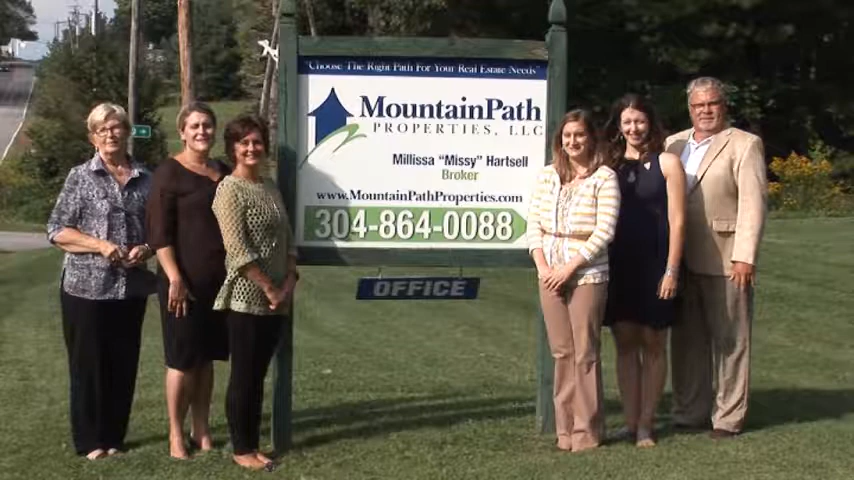 "Choose The Right Path For Your Real Estate Needs"
MountainPath
PROPERTIES, LLC
Millissa "Missy" Hartsell
Broker
www.MountainPathProperties.com
304-864-0088
OFFICE